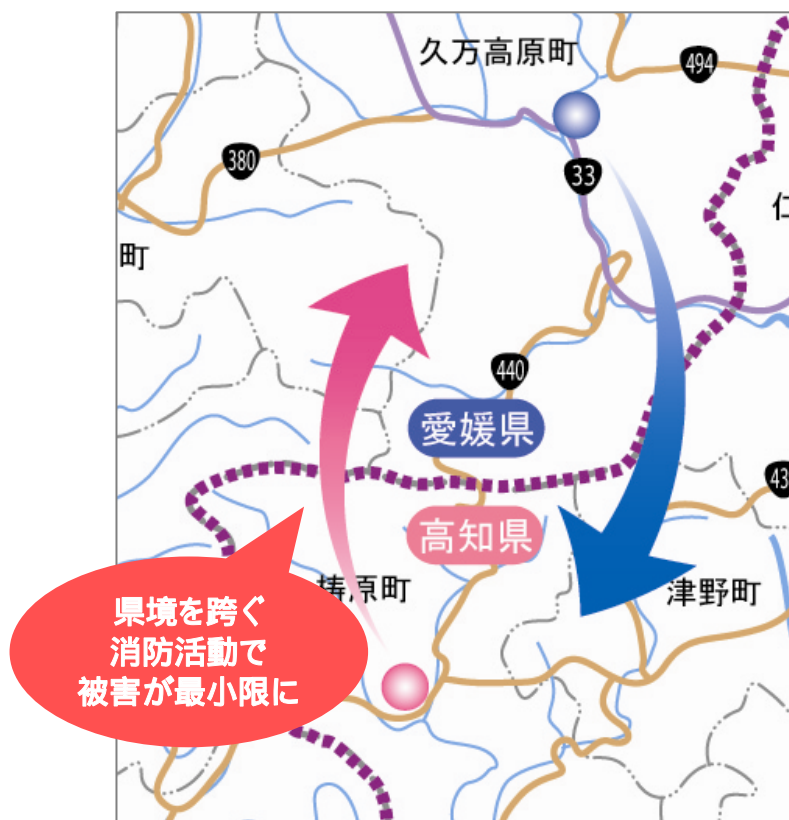 久万高原町
494
380
33
仁
町
440
愛媛県
43
高知県
梼原町
津野町
県境を跨ぐ
消防活動で
被害が最小限に